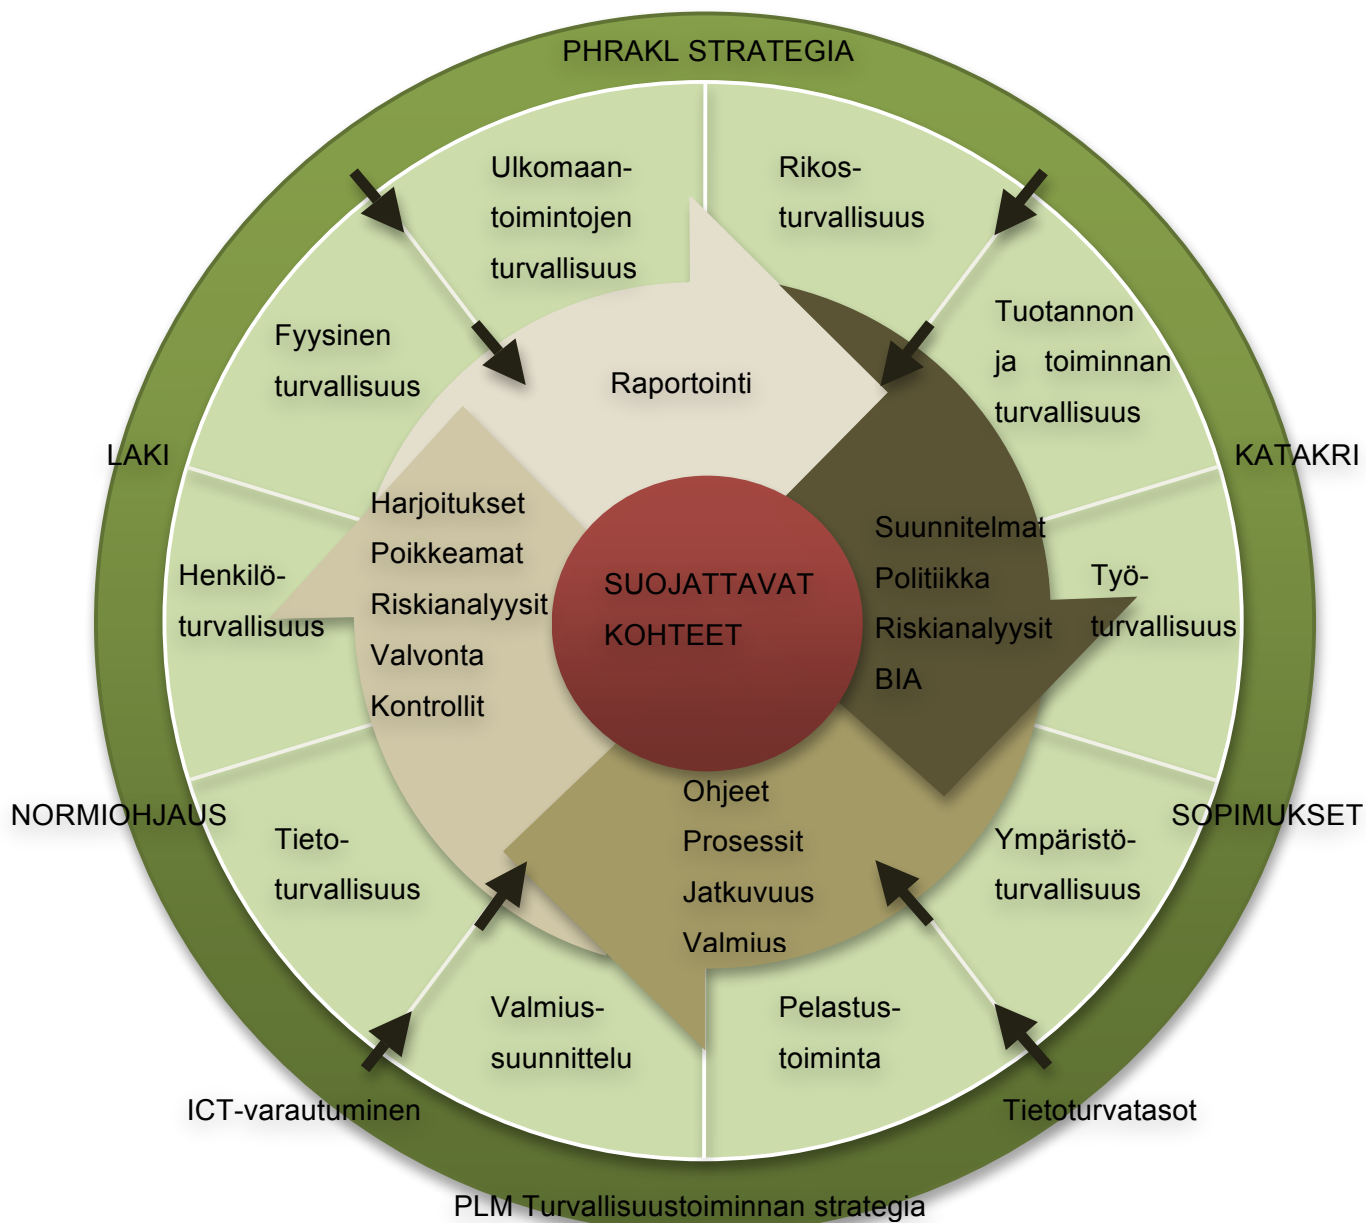 PHRAKL STRATEGIA
Ulkomaan-
toimintojen
turvallisuus
Rikos-
turvallisuus
Fyysinen
turvallisuus
Tuotannon
ja toiminnan
turvallisuus
Raportointi
LAKI
KATAKRI
Harjoitukset
Poikkeamat
Riskianalyysit
Valvonta
Kontrollit
SUOJATTAVAT
KOHTEET
Suunnitelmat
Politiikka
Riskianalyysit
BIA
Henkilö-
turvallisuus
Työ-
turvallisuus
NORMIOHJAUS
SOPIMUKSET
Ohjeet
Prosessit
Jatkuvuus
Valmius
Tieto-
turvallisuus
Ympäristö-
turvallisuus
Valmius-
suunnittelu
Pelastus-
toiminta
ICT-varautuminen
Tietoturvatasot
PLM Turvallisuustoiminnan strategia